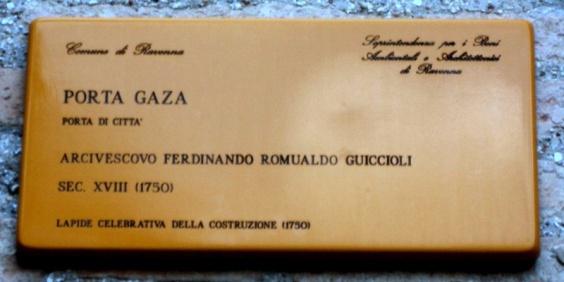 Comune di Ravenna
Soprintendenza per i Beni
Ambientali e Architettonici
di Ravenna
PORTA GAZA
PORTA DI CITTA'
ARCIVESCOVO FERDINANDO ROMUALDO GUICCIOLI
SEC. XVIII (1750)
LAPIDE CELEBRATIVA DELLA COSTRUZIONE (1750)